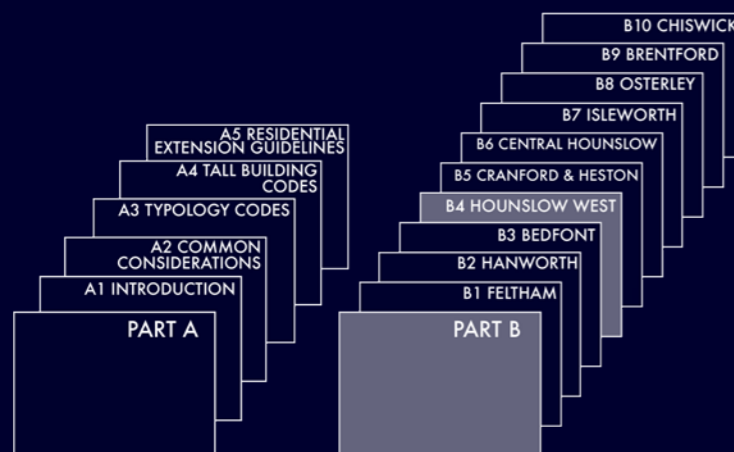 A5 RESIDENTIAL
EXTENSION GUIDELINES
A4 TALL BUILDING
CODES
A3 TYPOLOGY CODES
A2 COMMON
CONSIDERATIONS
A1 INTRODUCTION
PART A
B10 CHISWICK
B9 BRENTFORD
B8 OSTERLEY
B7 ISLEWORTH
B6 CENTRAL HOUNSLOW
B5 CRANFORD & HESTON
B4 HOUNSLOW WEST
B3 BEDFONT
B2 HANWORTH
B1 FELTHAM
PART B